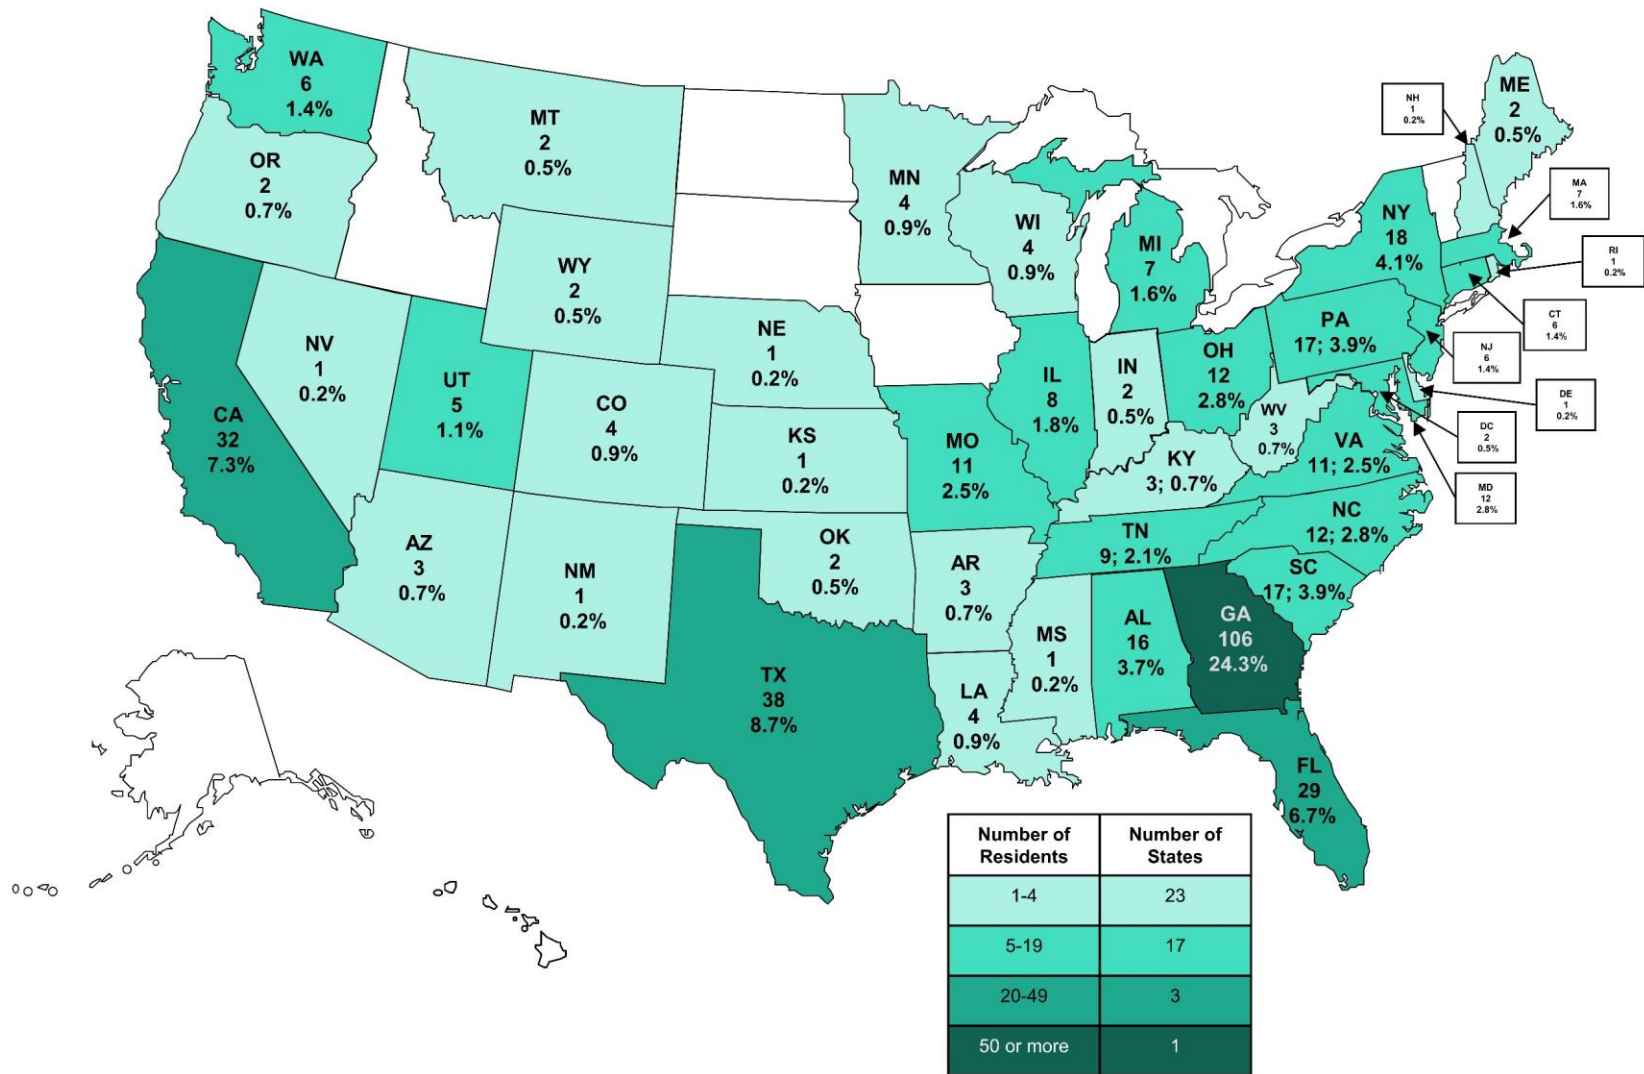 WA
6
1.4%
OR
2
0.7%
CA
32
7.3%
NV
1
0.2%
MT
2
0.5%
WY
2
0.5%
UT
5
1.1%
CO
4
0.9%
AZ
3
0.7%
NM
1
0.2%
NE
1
0.2%
KS
1
0.2%
OK
2
0.5%
TX
38
8.7%
MN
4
0.9%
WI
4
0.9%
MI
7
1.6%
IL
8
1.8%
IN
2
0.5%
OH
12
2.8%
MO
11
2.5%
AR
3
0.7%
LA
4
0.9%
MS
1
0.2%
AL
16
3.7%
GA
106
24.3%
FL
29
6.7%
SC
17; 3.9%
NC
12; 2.8%
TN
9; 2.1%
KY
3; 0.7%
WV
3
0.7%
VA
11; 2.5%
PA
17; 3.9%
NY
18
4.1%
ME
2
0.5%
NH
1
0.2%
MA
7
1.6%
RI
1
0.2%
CT
6
1.4%
NJ
6
1.4%
DE
1
0.2%
DC
2
0.5%
MD
12
2.8%
Number of Number of
Residents States
1-4 23
5-19 17
20-49 3
50 or more 1